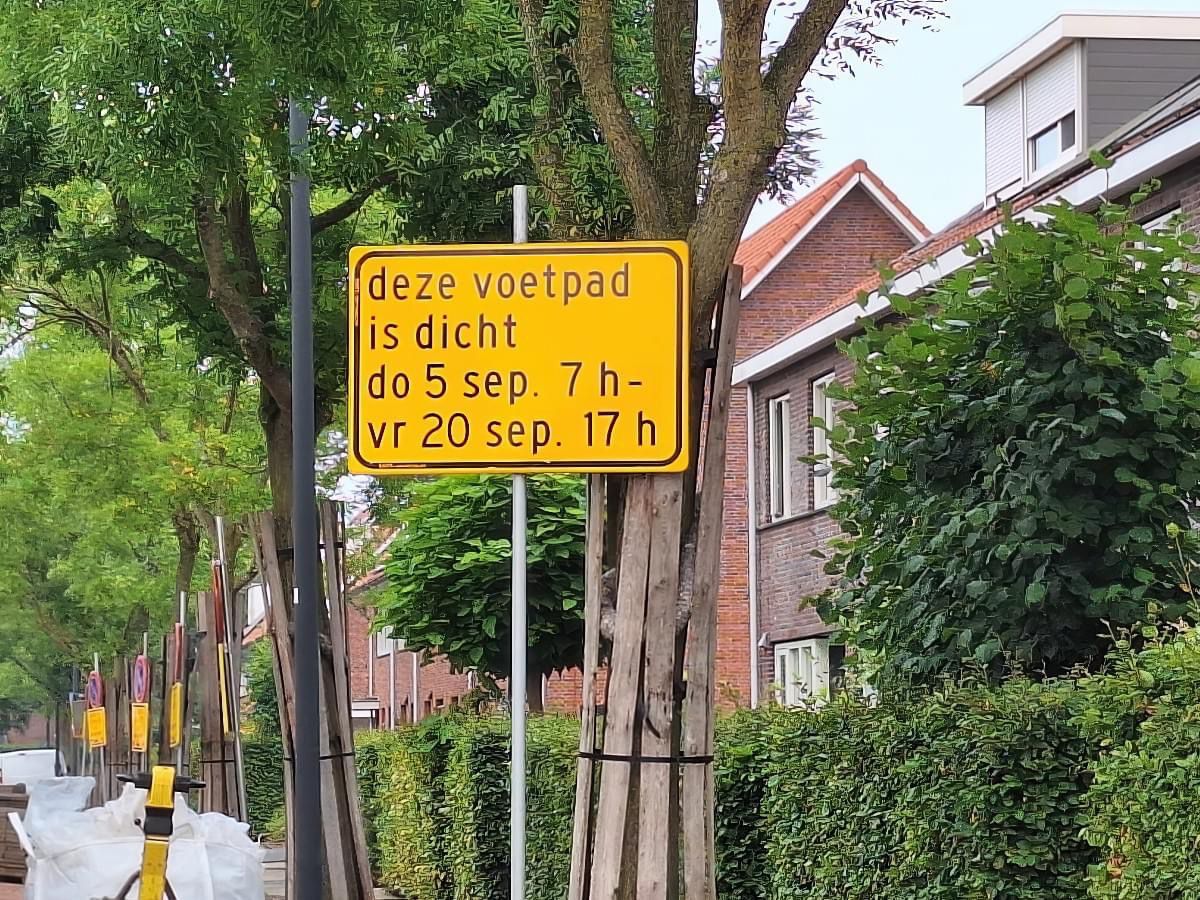 deze voetpad
is dicht
do 5 sep. 7 h-
vr 20 sep. 17 h